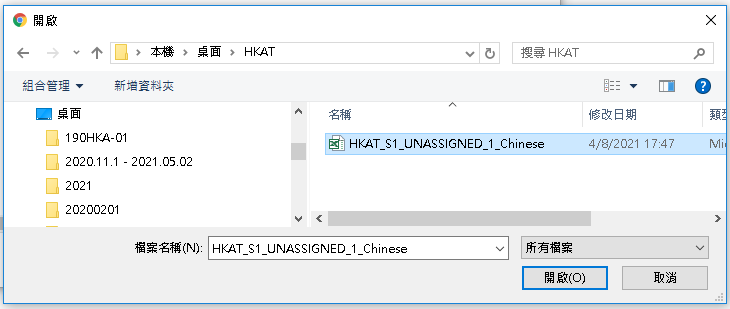 開啟
本機 桌面 HKAT
搜尋 HKAT
組合管理 新增資料夾
桌面
190HKA-01
2020.11.1 - 2021.05.02
2021
20200201
名稱 修改日期 類型
HKAT_S1_UNASSIGNED_1_Chinese 4/8/2021 17:47 Mic
檔案名稱(N): HKAT_S1_UNASSIGNED_1_Chinese 所有檔案
開啟(O) 取消